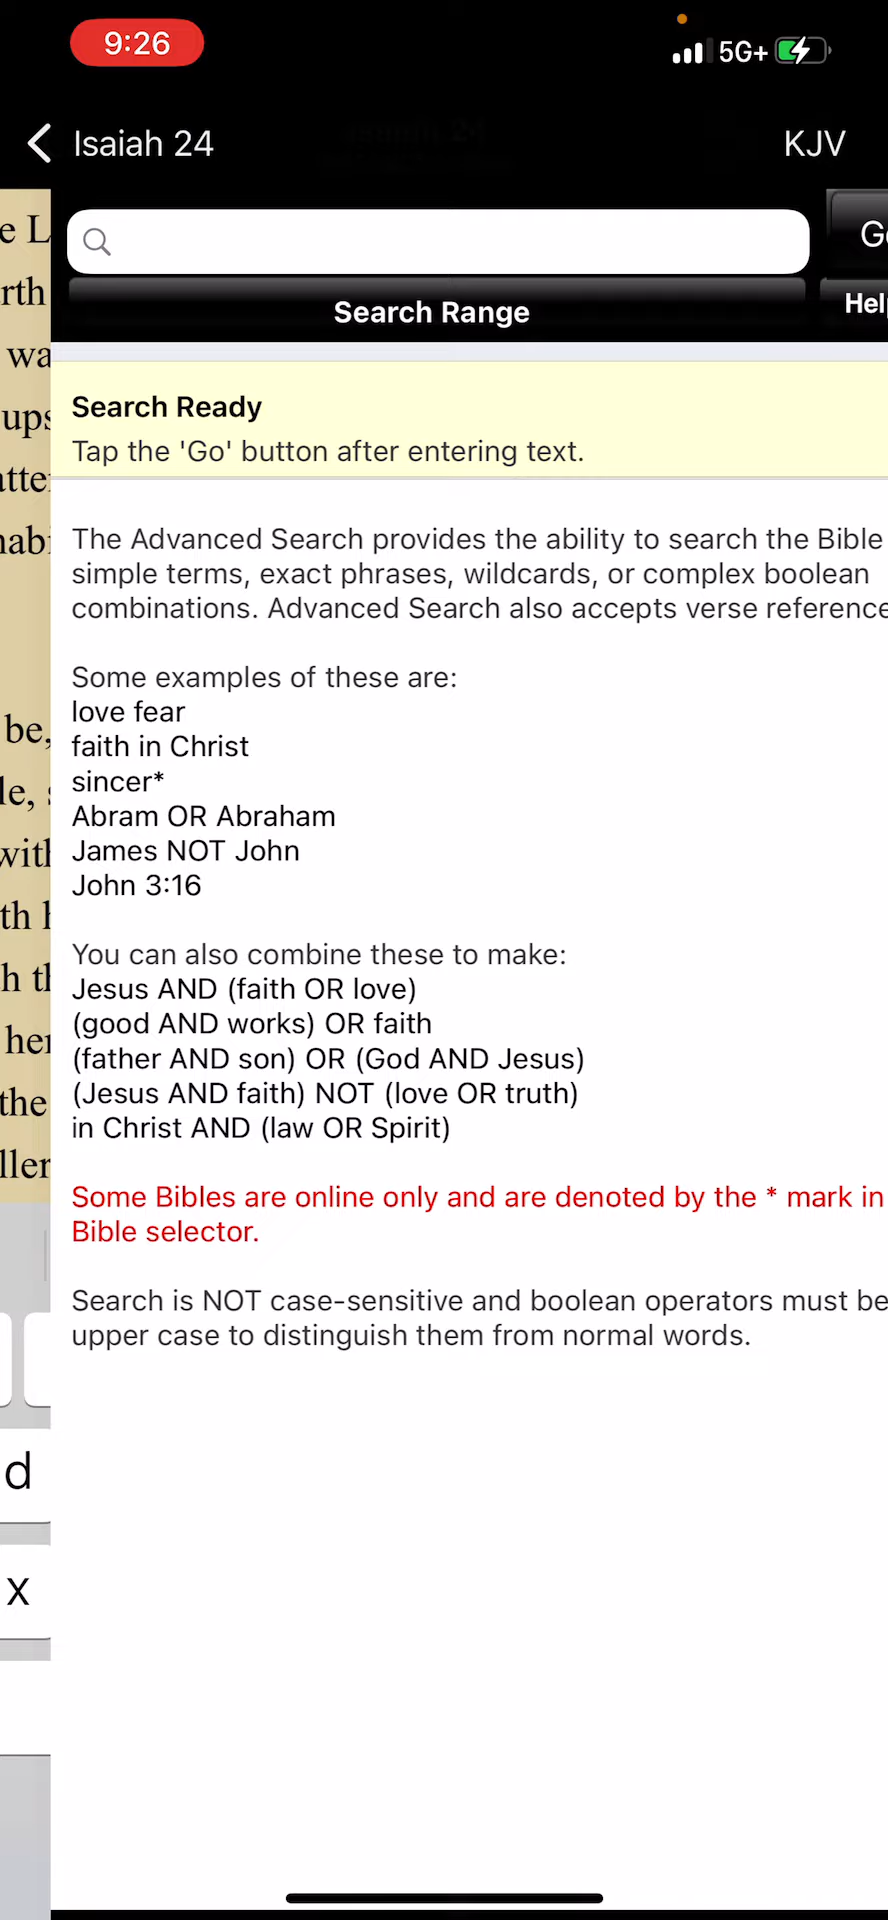 9:26
5G+
Isaiah 24
KJV
Search Range
Search Ready
Tap the 'Go' button after entering text.
The Advanced Search provides the ability to search the Bible
simple terms, exact phrases, wildcards, or complex boolean
combinations. Advanced Search also accepts verse reference
Some examples of these are:
love fear
faith in Christ
sincer*
Abram OR Abraham
James NOT John
John 3:16
You can also combine these to make:
Jesus AND (faith OR love)
(good AND works) OR faith
(father AND son) OR (God AND Jesus)
(Jesus AND faith) NOT (love OR truth)
in Christ AND (law OR Spirit)
Some Bibles are online only and are denoted by the * mark in
Bible selector.
Search is NOT case-sensitive and boolean operators must be
upper case to distinguish them from normal words.
be,
the
d
x